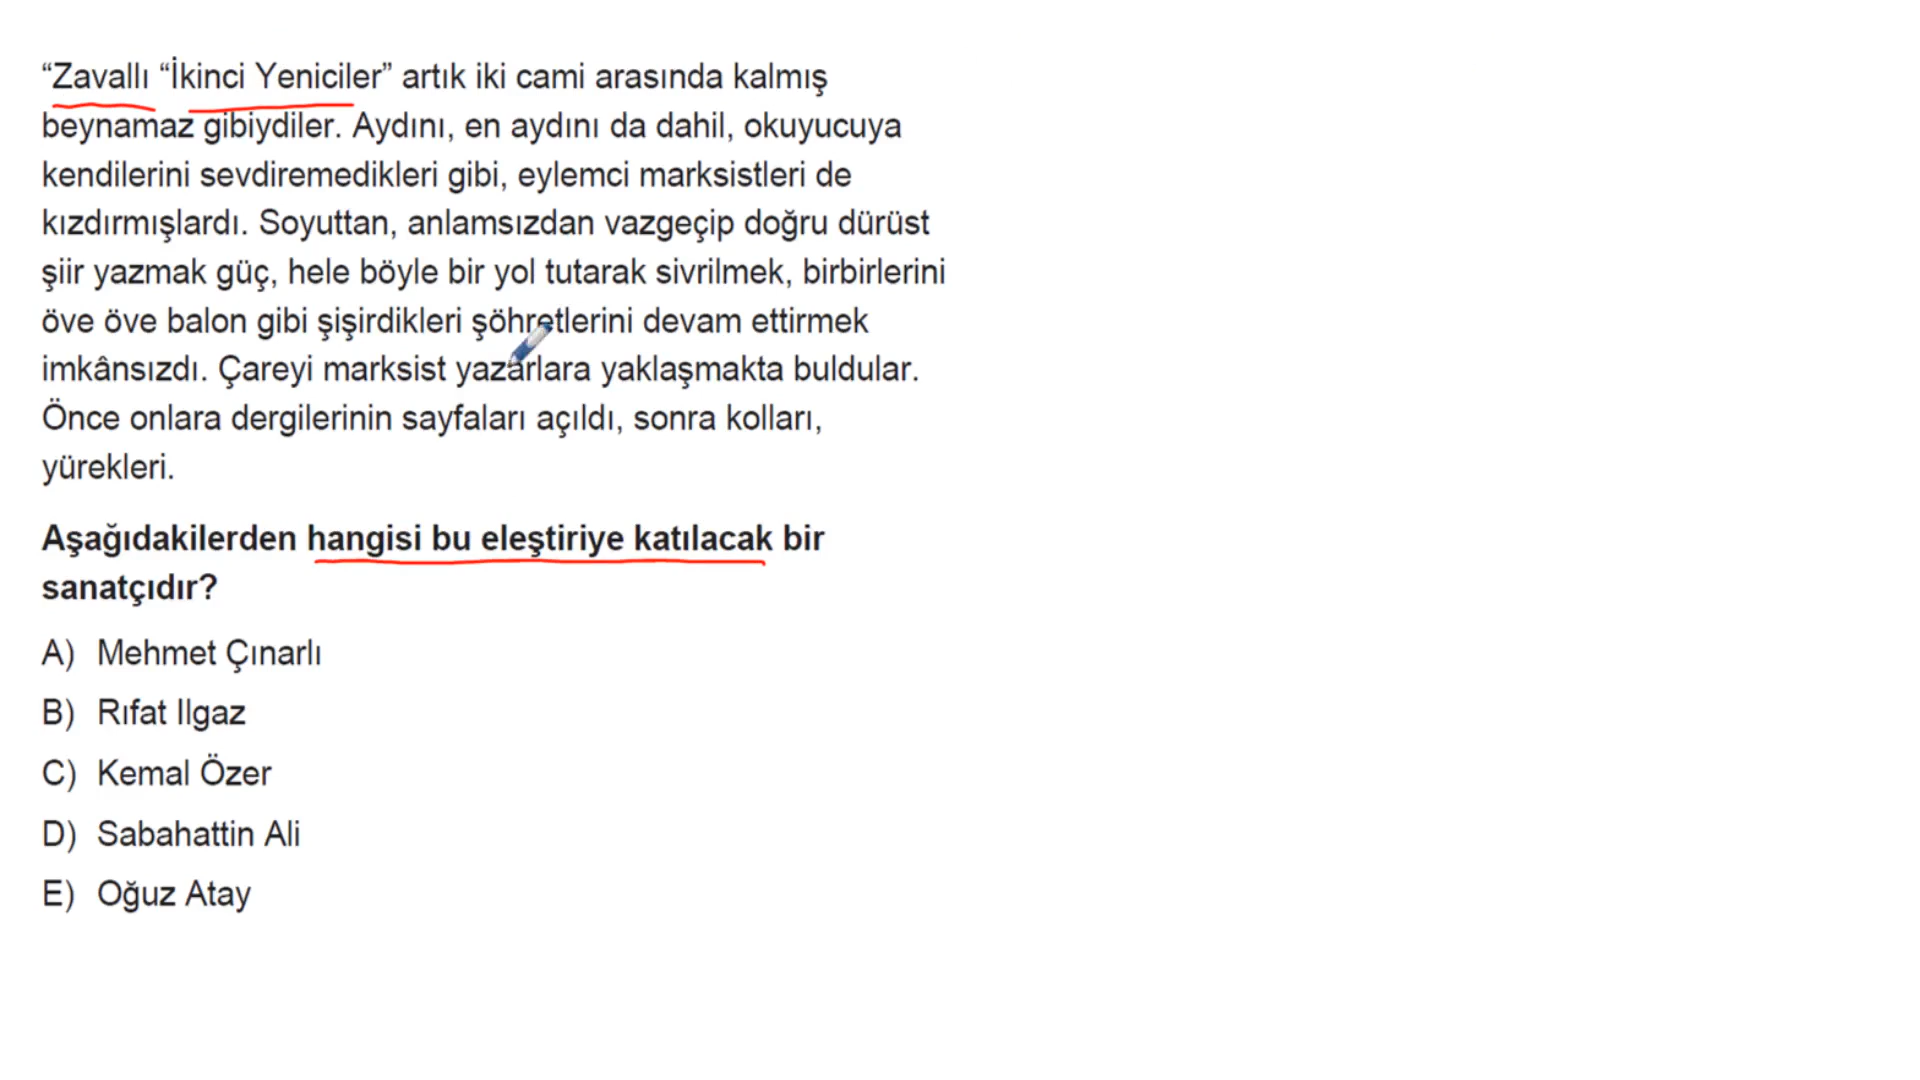 “Zavallı “İkinci Yeniciler” artık iki cami arasında kalmış
beynamaz gibiydiler. Aydını, en aydını da dahil, okuyucuya
kendilerini sevdiremedikleri gibi, eylemci marksistleri de
kızdırmışlardı. Soyuttan, anlamsızdan vazgeçip doğru dürüst
şiir yazmak güç, hele böyle bir yol tutarak sivrilmek, birbirlerini
öve öve balon gibi şişirdikleri şöhretlerini devam ettirmek
imkânsızdı. Çareyi marksist yazarlara yaklaşmakta buldular.
Önce onlara dergilerinin sayfaları açıldı, sonra kolları,
yürekleri.
Aşağıdakilerden hangisi bu eleştiriye katılacak bir
sanatçıdır?
A) Mehmet Çınarlı
B) Rıfat Ilgaz
C) Kemal Özer
D) Sabahattin Ali
E) Oğuz Atay